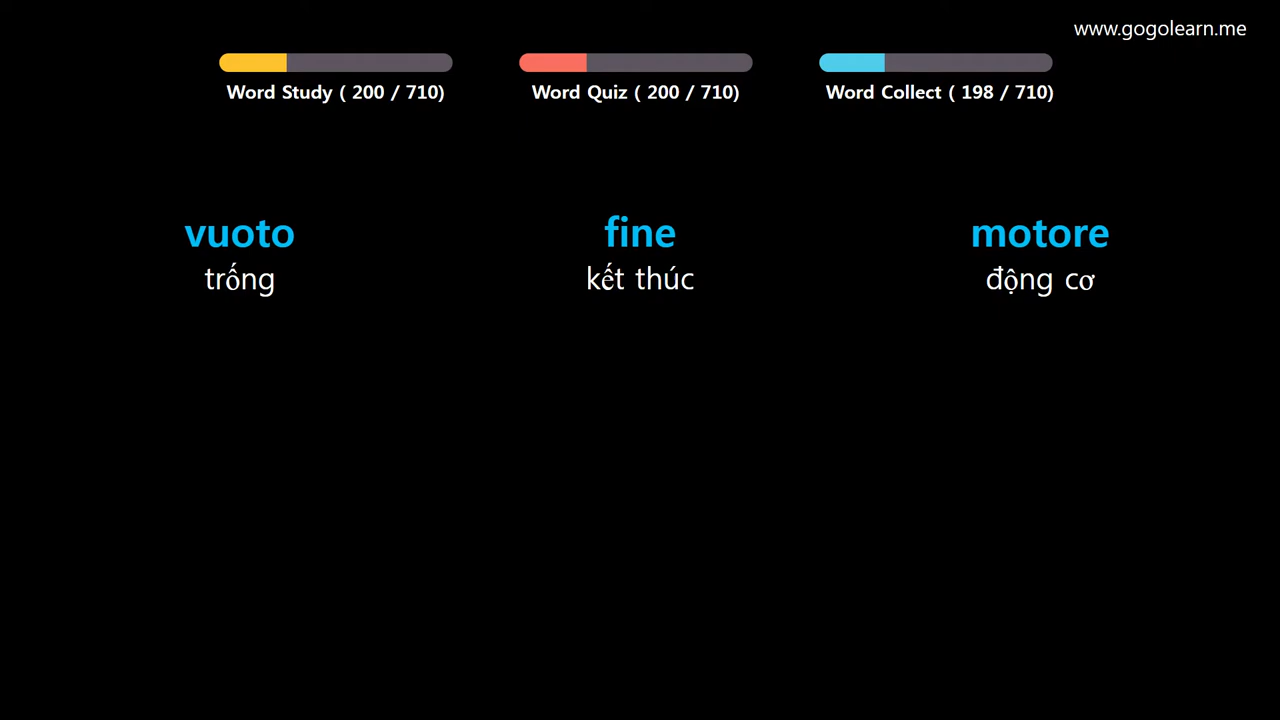 www.gogolearn.me
Word Study ( 200 / 710)
Word Quiz ( 200 / 710)
Word Collect ( 198 / 710)
vuoto
trống
fine
kết thúc
motore
động cơ